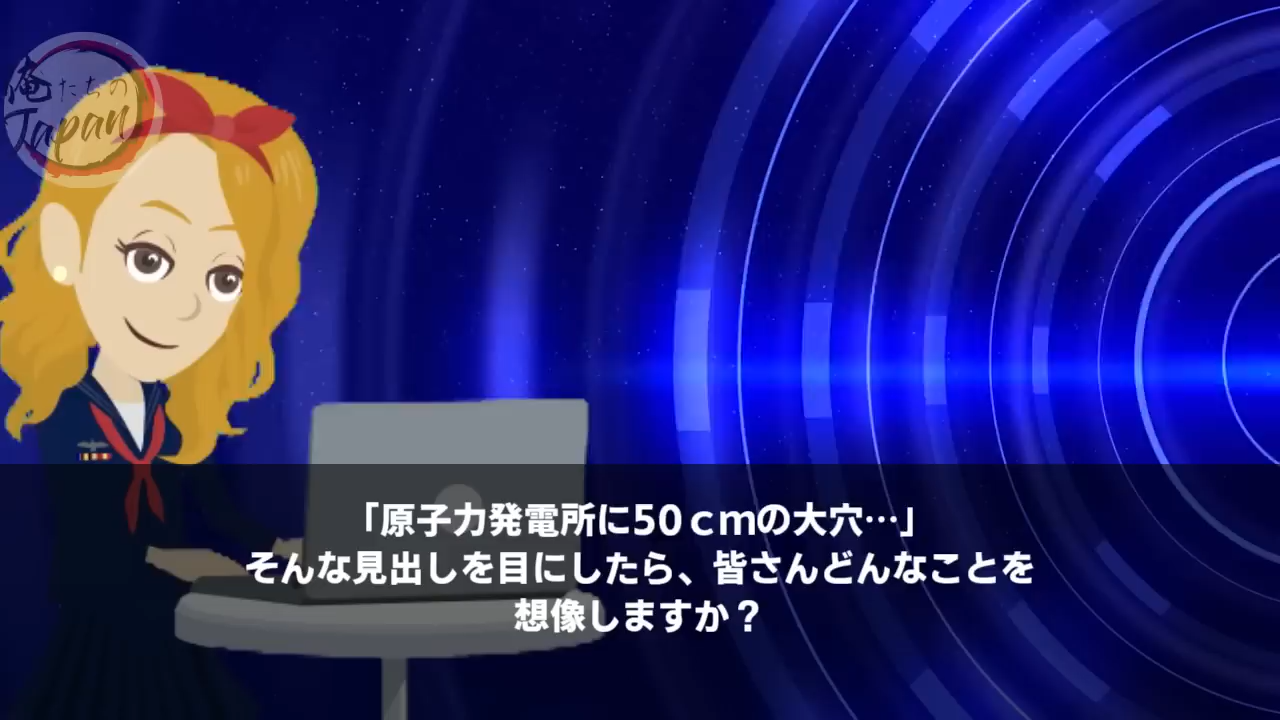 俺たちの
Japan
「原子力発電所に50ｃmの大穴…」
そんな見出しを目にしたら、皆さんどんなことを
想像しますか？